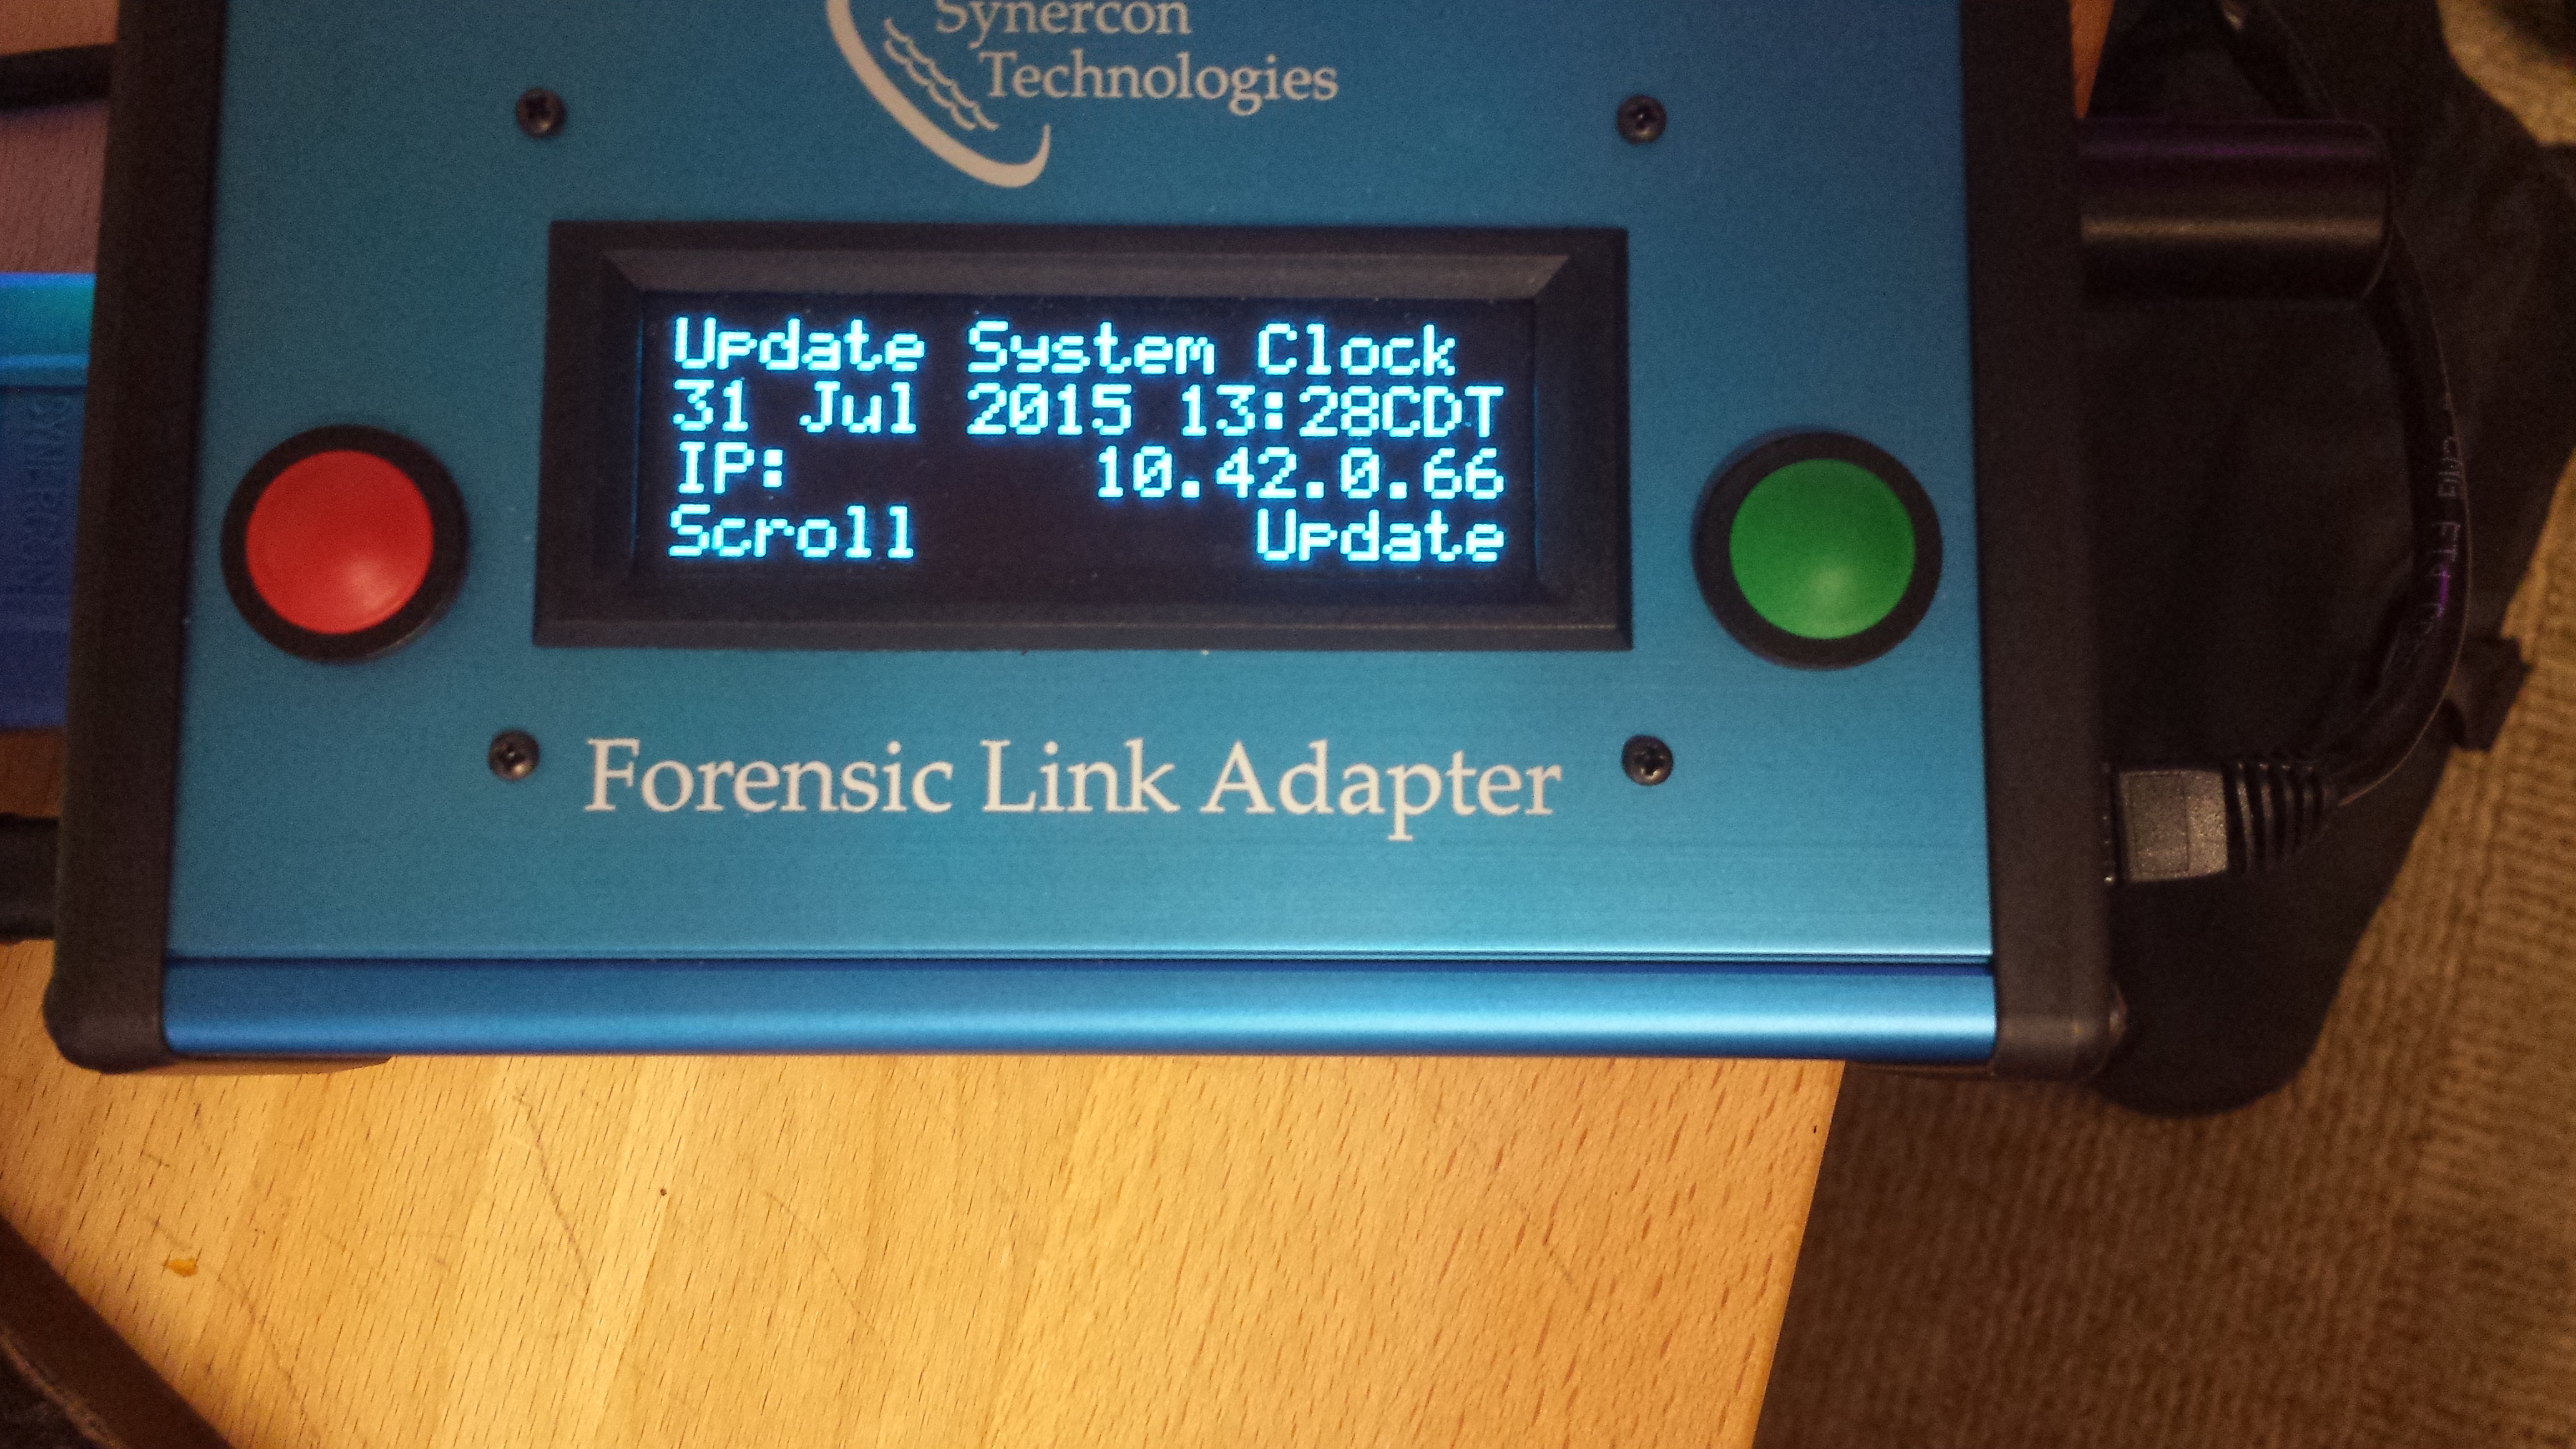 Synercon
Technologies
Update System Clock
31 Jul 2015 13:28CDT
IP: 10.42.0.66
Scroll Update
Forensic Link Adapter